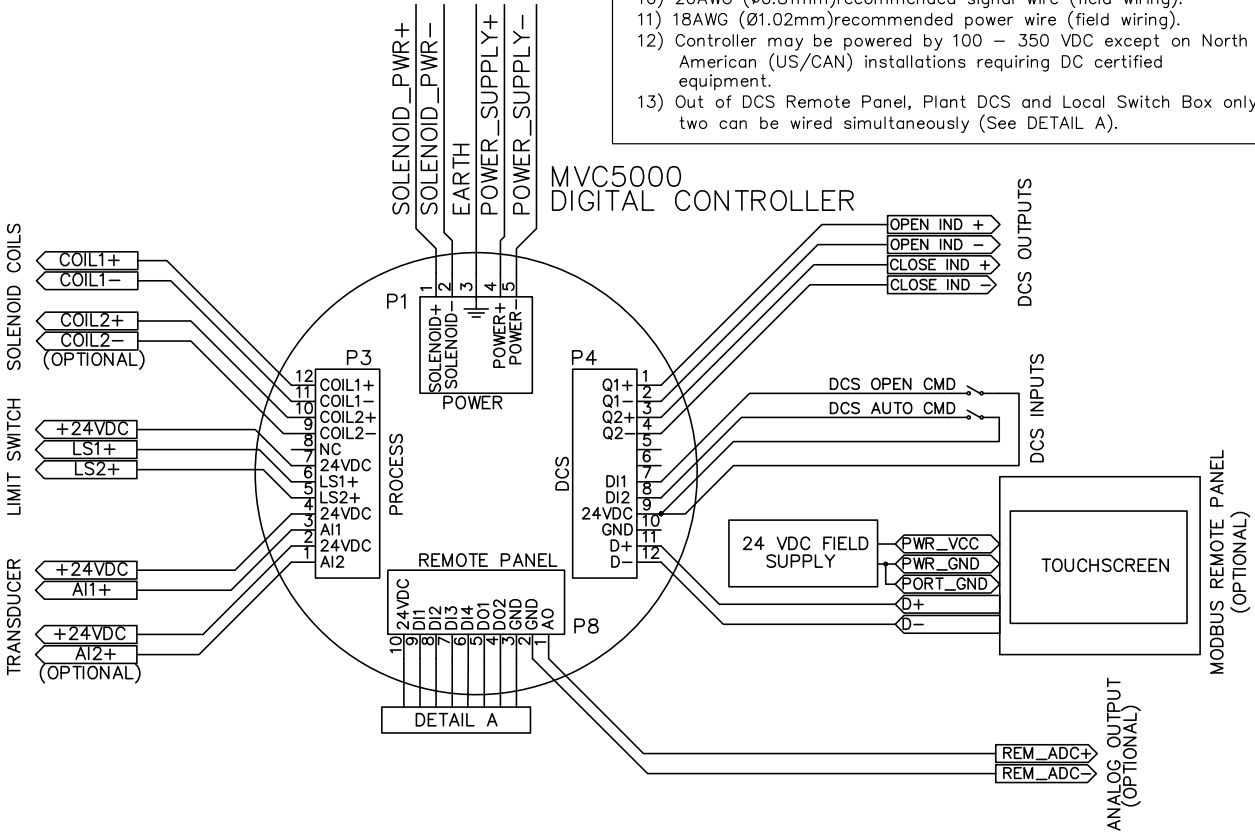 10) 20AWG (Ø0.81mm)recommended signal wire (field wiring).
11) 18AWG (Ø1.02mm)recommended power wire (field wiring).
12) Controller may be powered by 100 – 350 VDC except on North
American (US/CAN) installations requiring DC certified
equipment.
13) Out of DCS Remote Panel, Plant DCS and Local Switch Box only
two can be wired simultaneously (See DETAIL A).
SOLENOID_PWR+
SOLENOID_PWR–
EARTH
POWER_SUPPLY+
POWER_SUPPLY–
MVC5000
DIGITAL CONTROLLER
P1
1
2
3
4
5
SOLENOID+
SOLENOID–
POWER+
POWER–
POWER
SOLENOID COILS
COIL1+
COIL1–
COIL2+
COIL2–
(OPTIONAL)
LIMIT SWITCH
+24VDC
LS1+
LS2+
TRANSDUCER
+24VDC
AI1+
+24VDC
AI2+
(OPTIONAL)
P3
12 COIL1+
11 COIL1–
10 COIL2+
9 COIL2–
8 NC
7 24VDC
6 LS1+
5 LS2+
4 24VDC
3 AI1
2 24VDC
1 AI2
PROCESS
P4
DCS
Q1+ 1
Q1– 2
Q2+ 3
Q2– 4
5
6
DI1 7
DI2 8
24VDC 9
GND 10
D+ 11
D– 12
OPEN IND +
OPEN IND –
CLOSE IND +
CLOSE IND –
DCS OUTPUTS
DCS OPEN CMD
DCS AUTO CMD
DCS INPUTS
24 VDC FIELD
SUPPLY
PWR_VCC
PWR_GND
PORT_GND
D+
D–
TOUCHSCREEN
MODBUS REMOTE PANEL
(OPTIONAL)
REMOTE PANEL
P8
24VDC
DI1
DI2
DI3
DI4
DO1
DO2
GND
GND
AO
10
9
8
7
6
5
4
3
2
1
DETAIL A
REM_ADC+
REM_ADC–
ANALOG OUTPUT
(OPTIONAL)